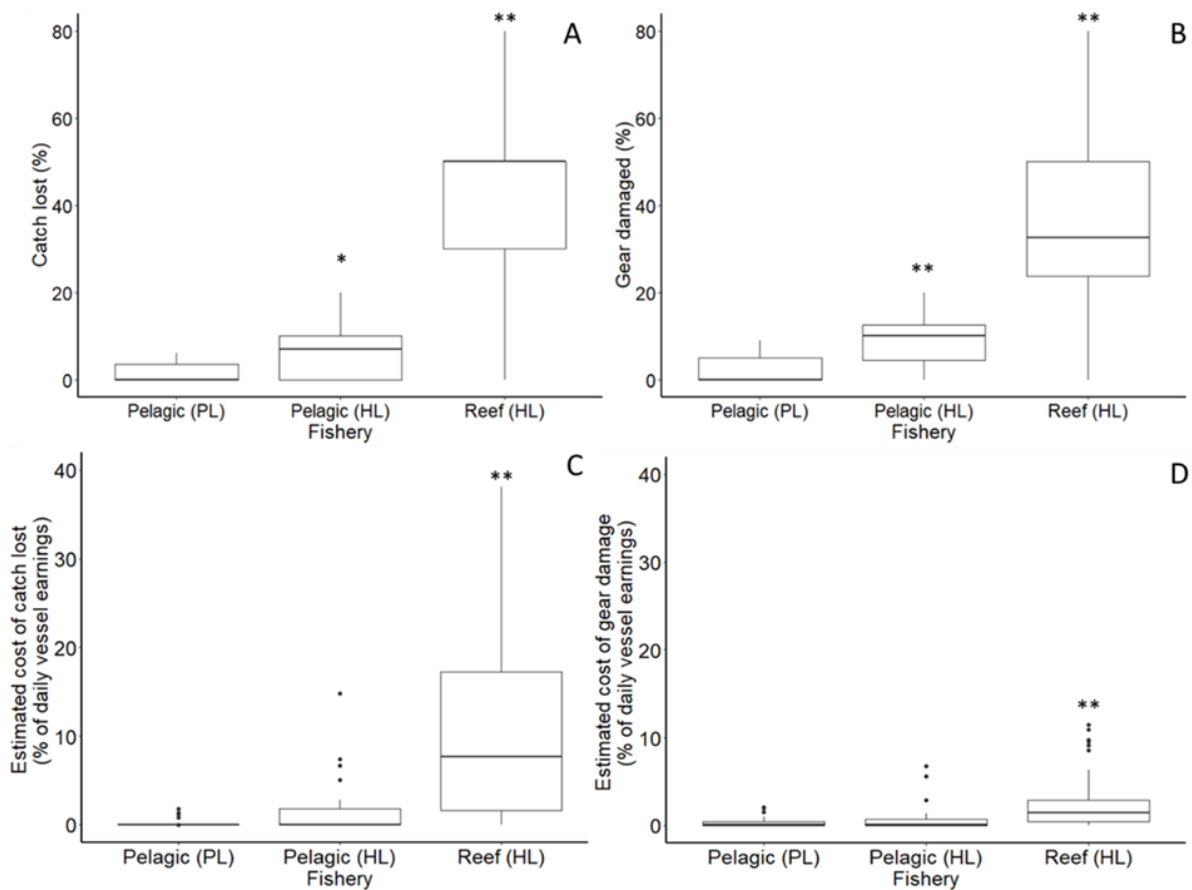 A
**
80
60
40
20
0
Catch lost (%)
*
Pelagic (PL) Pelagic (HL) Reef (HL)
Fishery
B
**
80
60
40
20
0
Gear damaged (%)
**
Pelagic (PL) Pelagic (HL) Reef (HL)
Fishery
C
**
40
30
20
10
0
Estimated cost of catch lost
(% of daily vessel earnings)
Pelagic (PL) Pelagic (HL) Reef (HL)
Fishery
D
40
30
20
10
0
Estimated cost of gear damage
(% of daily vessel earnings)
**
Pelagic (PL) Pelagic (HL) Reef (HL)
Fishery